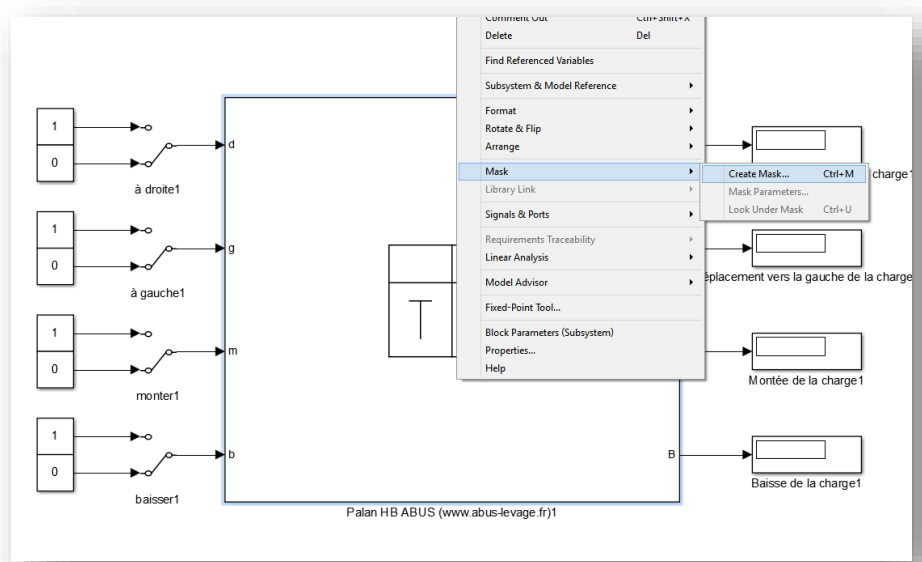 Comment Out Ctrl+Shift+X
Delete Del
Find Referenced Variables
Subsystem & Model Reference
Format
Rotate & Flip
Arrange
Mask
Library Link
Signals & Ports
Requirements Traceability
Linear Analysis
Model Advisor
Fixed-Point Tool...
Block Parameters (Subsystem)
Properties...
Help
Create Mask... Ctrl+M
Mask Parameters...
Look Under Mask Ctrl+U
1
0
à droite1
d
1
0
à gauche1
g
1
0
monter1
m
1
0
baisser1
b
T
B
charge1
éplacement vers la gauche de la charge
Montée de la charge1
Baisse de la charge1
Palan HB ABUS (www.abus-levage.fr)1